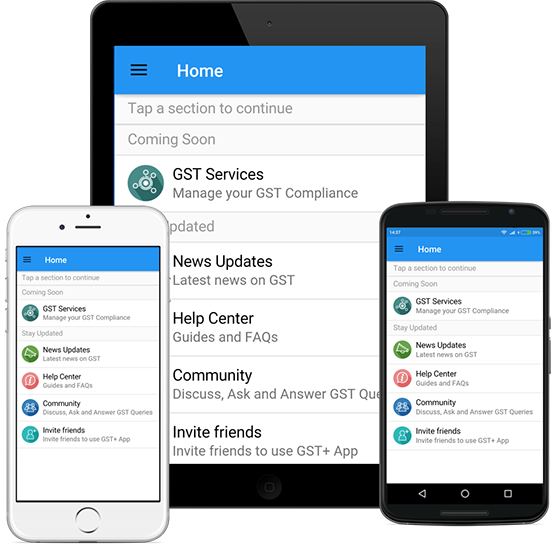 Home
Tap a section to continue
Coming Soon
GST Services
Manage your GST Compliance
pdated
News Updates
Latest news on GST
Help Center
Guides and FAQs
Community
Discuss, Ask and Answer GST Que
Invite friends
Invite friends to use GST+ App
Home
Tap a section to continue
Coming Soon
GST Services
Manage your GST Compliance
Stay Updated
News Updates
Latest news on GST
Help Center
Guides and FAQs
Community
Discuss, Ask and Answer GST Queries
Invite friends
Invite friends to use GST+ App
14:37 39%
Home
Tap a section to continue
Coming Soon
GST Services
Manage your GST Compliance
Stay Updated
News Updates
Latest news on GST
Help Center
Guides and FAQs
Community
Discuss, Ask and Answer GST Queries
Invite friends
Invite friends to use GST+ App